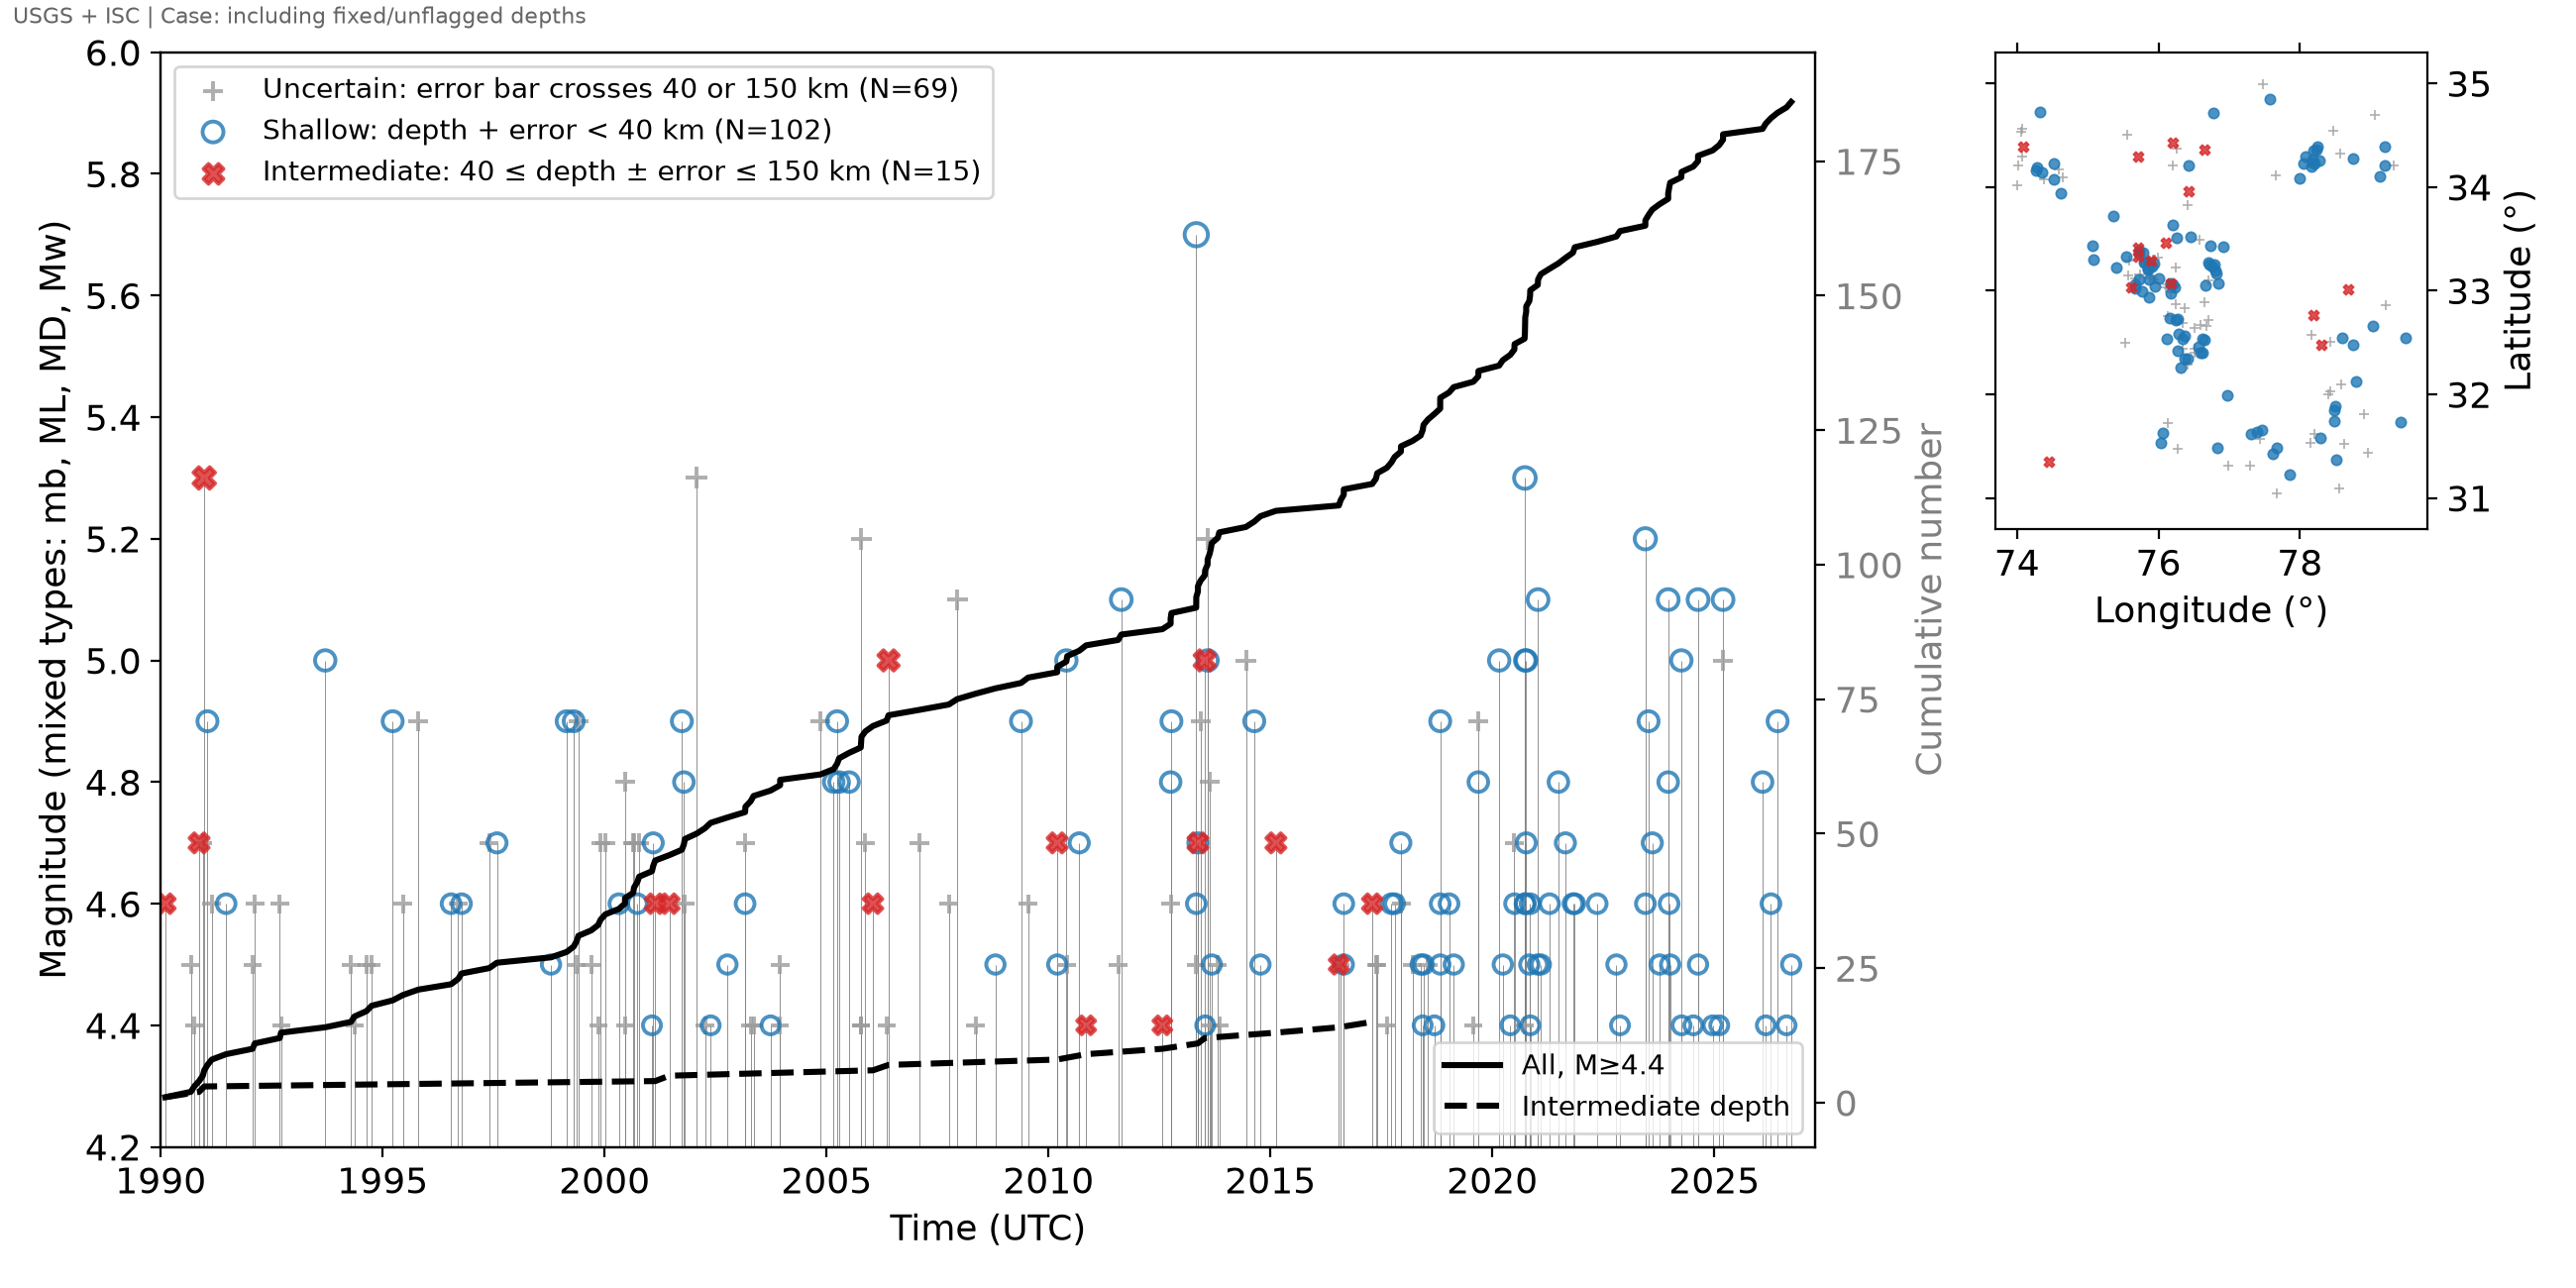 USGS + ISC | Case: including fixed/unflagged depths
6.0
5.8
5.6
5.4
5.2
5.0
4.8
4.6
4.4
4.2
Magnitude (mixed types: mb, ML, MD, Mw)
Uncertain: error bar crosses 40 or 150 km (N=69)
Shallow: depth + error < 40 km (N=102)
Intermediate: 40 ≤ depth ± error ≤ 150 km (N=15)
175
150
125
100
75
50
25
0
Cumulative number
All, M≥4.4
Intermediate depth
1990 1995 2000 2005 2010 2015 2020 2025
Time (UTC)
35
34
33
32
31
Latitude (°)
74 76 78
Longitude (°)